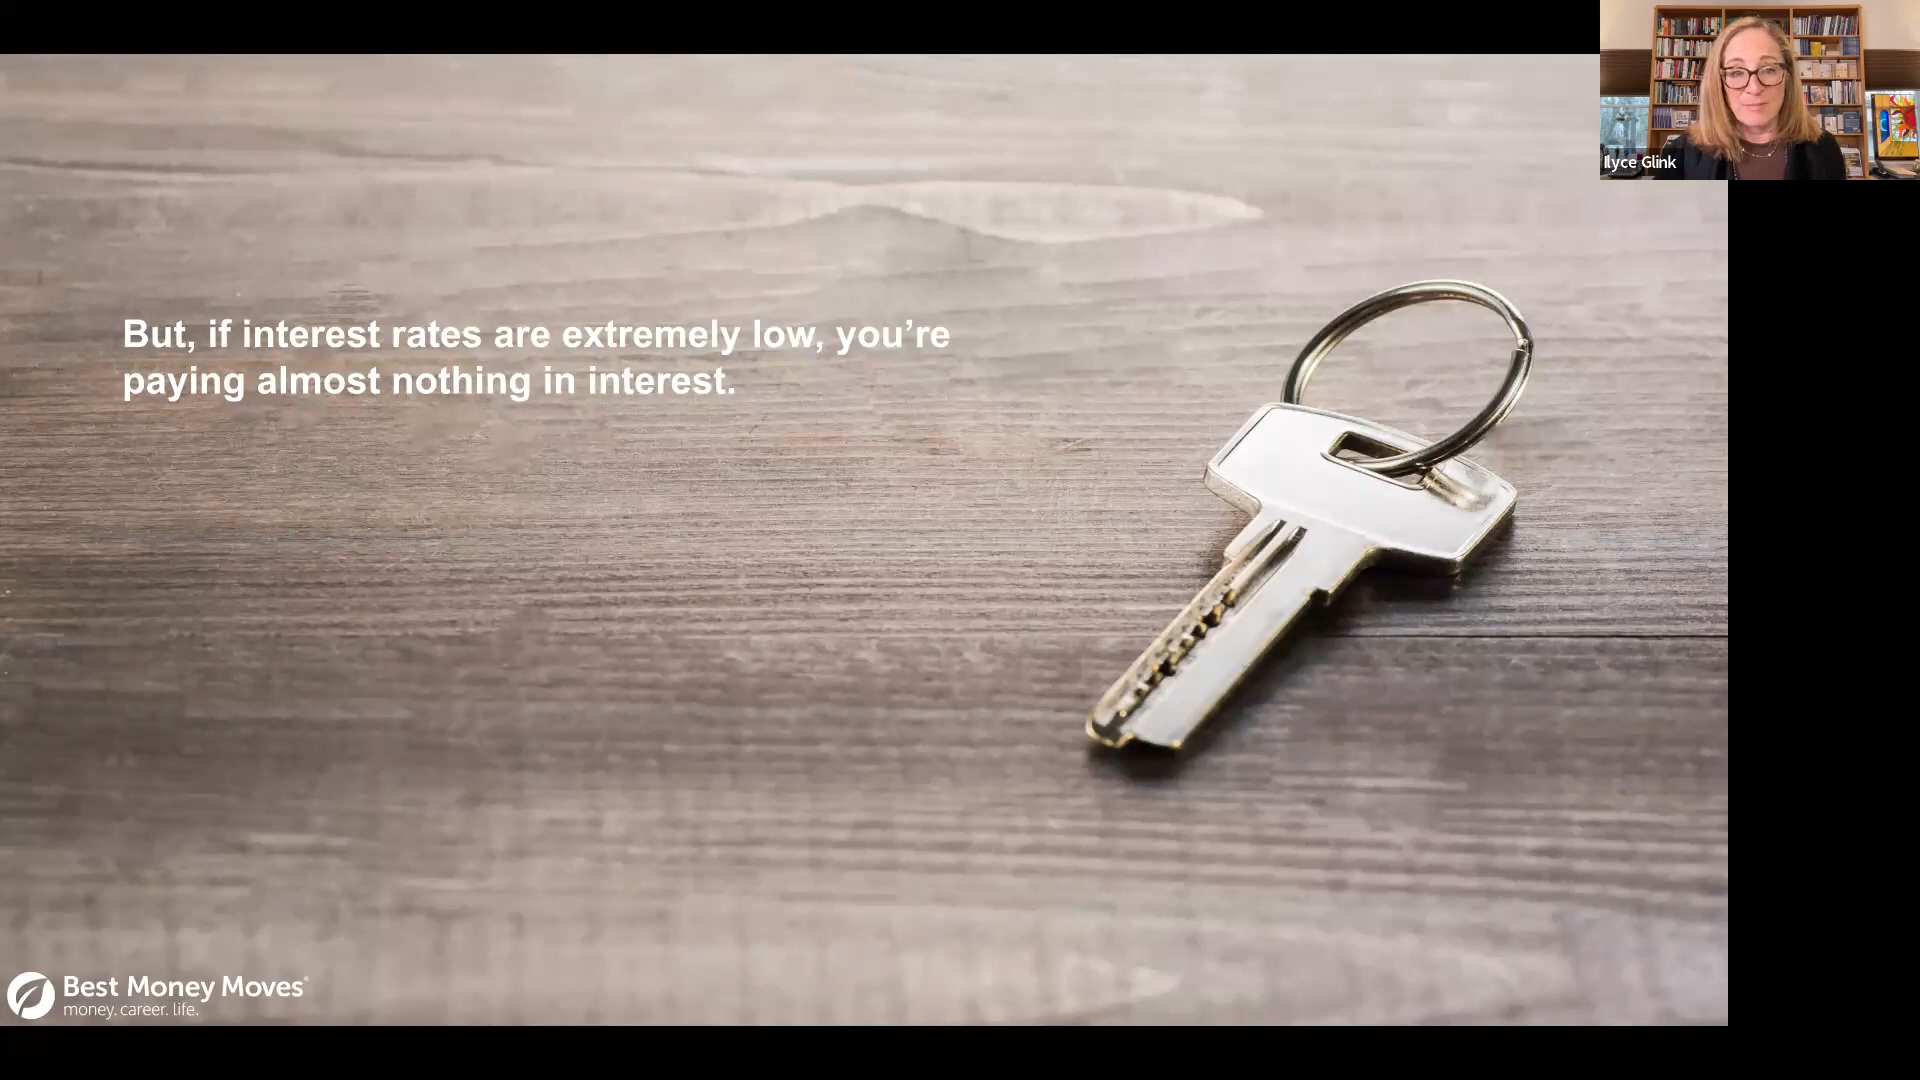 Ilyce Glink
But, if interest rates are extremely low, you’re
paying almost nothing in interest.
Best Money Moves®
money. career. life.